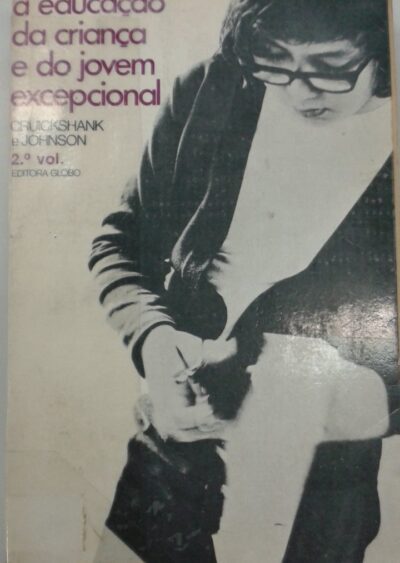 a educação
da criança
e do jovem
excepcional
CRUICKSHANK
e JOHNSON
2.º vol.
EDITORA GLOBO